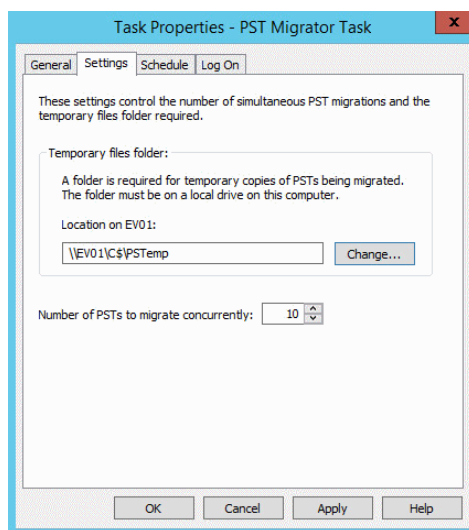 Task Properties - PST Migrator Task
x
General Settings Schedule Log On
These settings control the number of simultaneous PST migrations and the
temporary files folder required.
Temporary files folder:
A folder is required for temporary copies of PSTs being migrated.
The folder must be on a local drive on this computer.
Location on EV01:
\\EV01\C$\PSTemp
Change...
Number of PSTs to migrate concurrently: 10
OK Cancel Apply Help